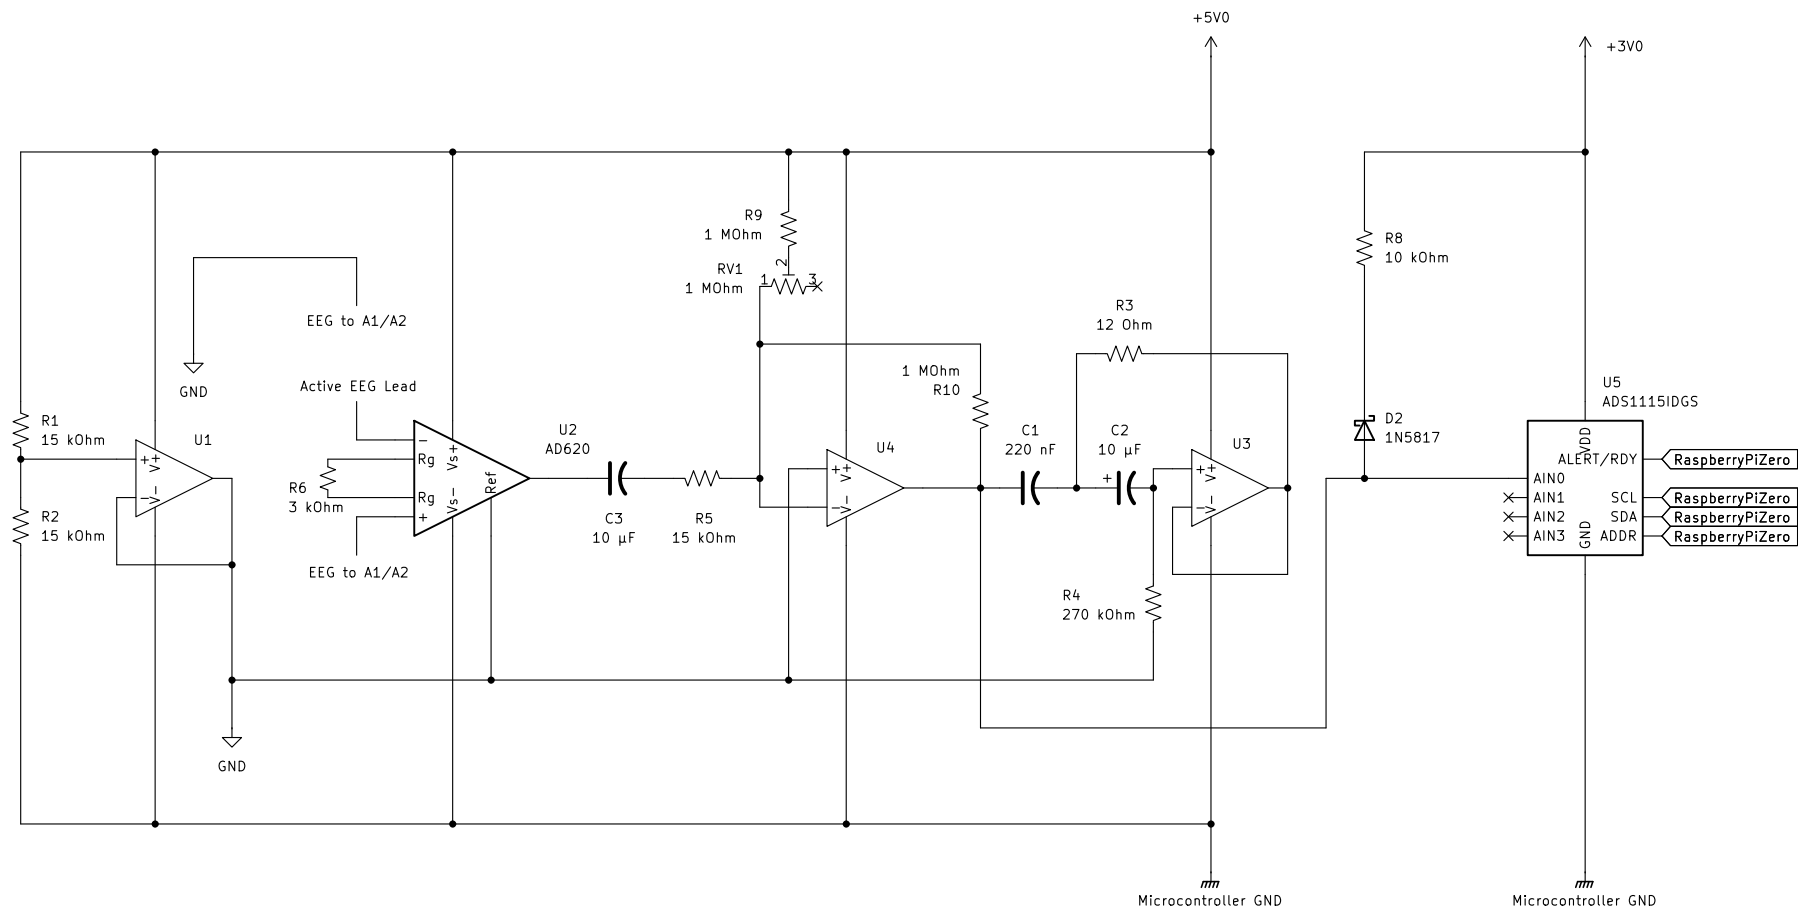 +5V0
+3V0
R9
1 MOhm
2
RV1
1 MOhm
1
3
R8
10 kOhm
EEG to A1/A2
R3
12 Ohm
GND
Active EEG Lead
1 MOhm
R10
U5
ADS1115IDGS
R1
15 kOhm
U1
U2
AD620
U4
C1
220 nF
C2
10 µF
U3
D2
1N5817
+
V+
-
V-
-
Rg
Rg
+
Vs+
Vs-
Ref
R6
3 kOhm
C3
10 µF
R5
15 kOhm
+
V+
-
V-
+
+
V+
-
V-
VDD
ALERT/RDY
RaspberryPiZero
AIN0
AIN1
SCL
RaspberryPiZero
AIN2
SDA
RaspberryPiZero
AIN3
GND
ADDR
RaspberryPiZero
R2
15 kOhm
EEG to A1/A2
R4
270 kOhm
GND
Microcontroller GND
Microcontroller GND